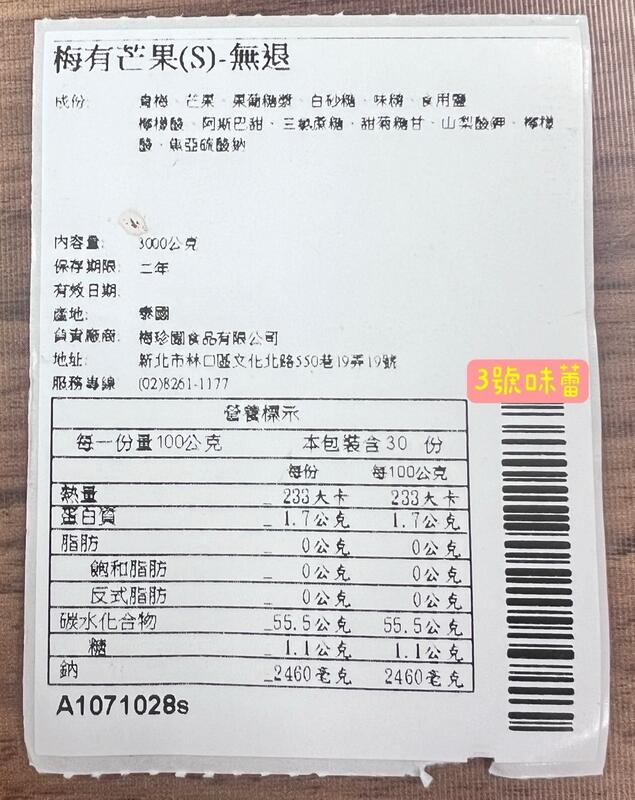 梅有芒果(S)-無退
成份: 青梅、芒果、果葡糖漿、白砂糖、味精、食用鹽
檸檬酸、阿斯巴甜、三氯蔗糖、甜菊糖甘、山梨酸鉀、檸檬
酸、焦亞硫酸納
內容量: 3000公克
保存期限: 二年
有效日期:
產地: 泰國
負責廠商: 梅珍園食品有限公司
地址: 新北市林口區文化北路550巷19弄19號
服務專線 (02)8261-1177
3號味蕾
營養標示
每一份量100公克 本包裝含30 份
每份 每100公克
熱量 233大卡 233大卡
蛋白質 1.7公克 1.7公克
脂肪 0公克 0公克
飽和脂肪 0公克 0公克
反式脂肪 0公克 0公克
碳水化合物 55.5公克 55.5公克
糖 1.1公克 1.1公克
鈉 2460毫克 2460毫克
A1071028s